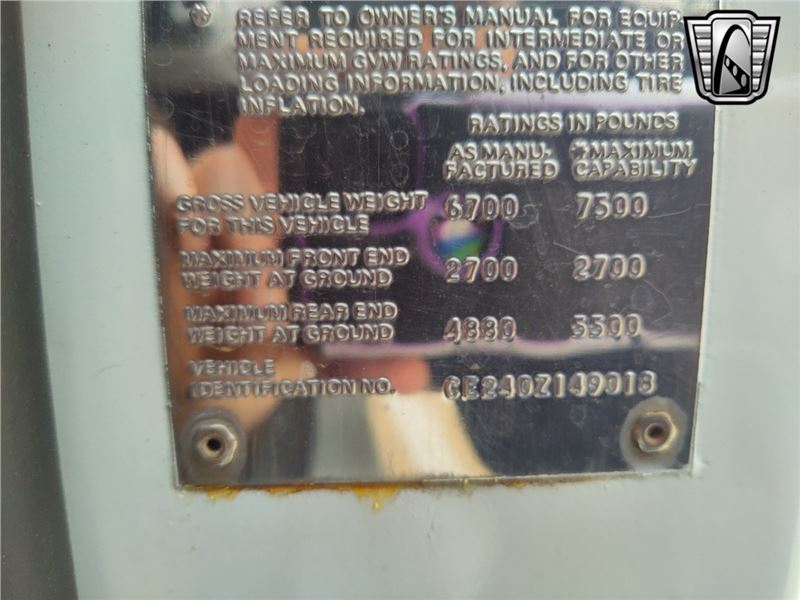 * REFER TO OWNER'S MANUAL FOR EQUIP-
MENT REQUIRED FOR INTERMEDIATE OR
MAXIMUM GVW RATINGS, AND FOR OTHER
LOADING INFORMATION, INCLUDING TIRE
INFLATION.
RATINGS IN POUNDS
AS MANU- *MAXIMUM
FACTURED CAPABILITY
GROSS VEHICLE WEIGHT 6700 7500
FOR THIS VEHICLE
MAXIMUM FRONT END
WEIGHT AT GROUND 2700 2700
MAXIMUM REAR END
WEIGHT AT GROUND 4880 5500
VEHICLE
IDENTIFICATION NO. CE240Z149018